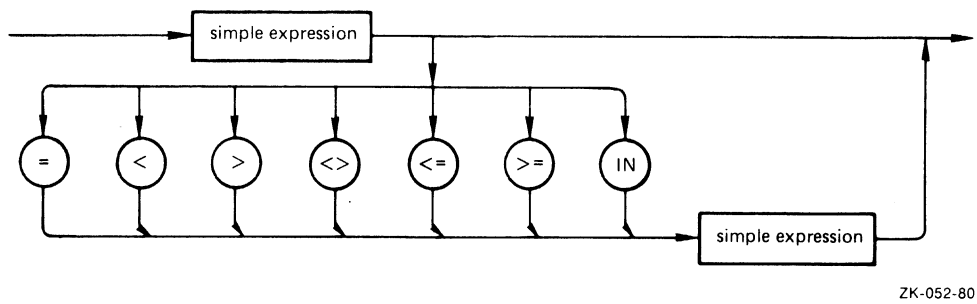 simple expression
= < > <> <= >= IN
simple expression
ZK-052-80